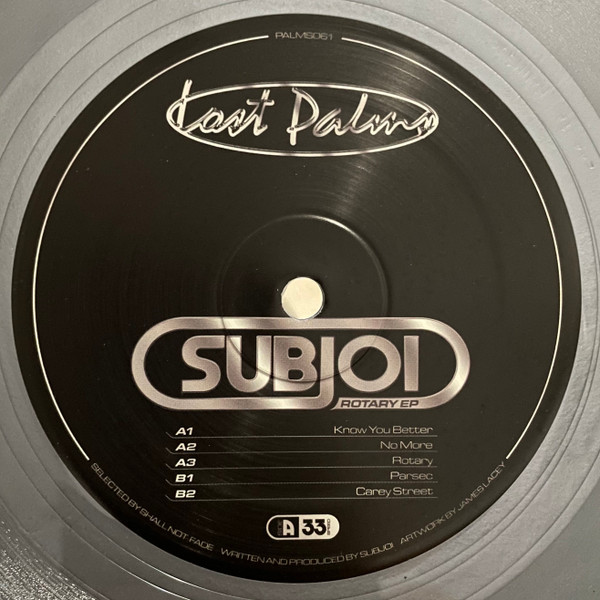 PALMS061
Lost Palms
SUBJOI
ROTARY EP
A1 Know You Better
A2 No More
A3 Rotary
B1 Parsec
B2 Carey Street
A 33
SELECTED BY SHALL NOT FADE WRITTEN AND PRODUCED BY SUBJOI ARTWORK BY JAMES LACEY